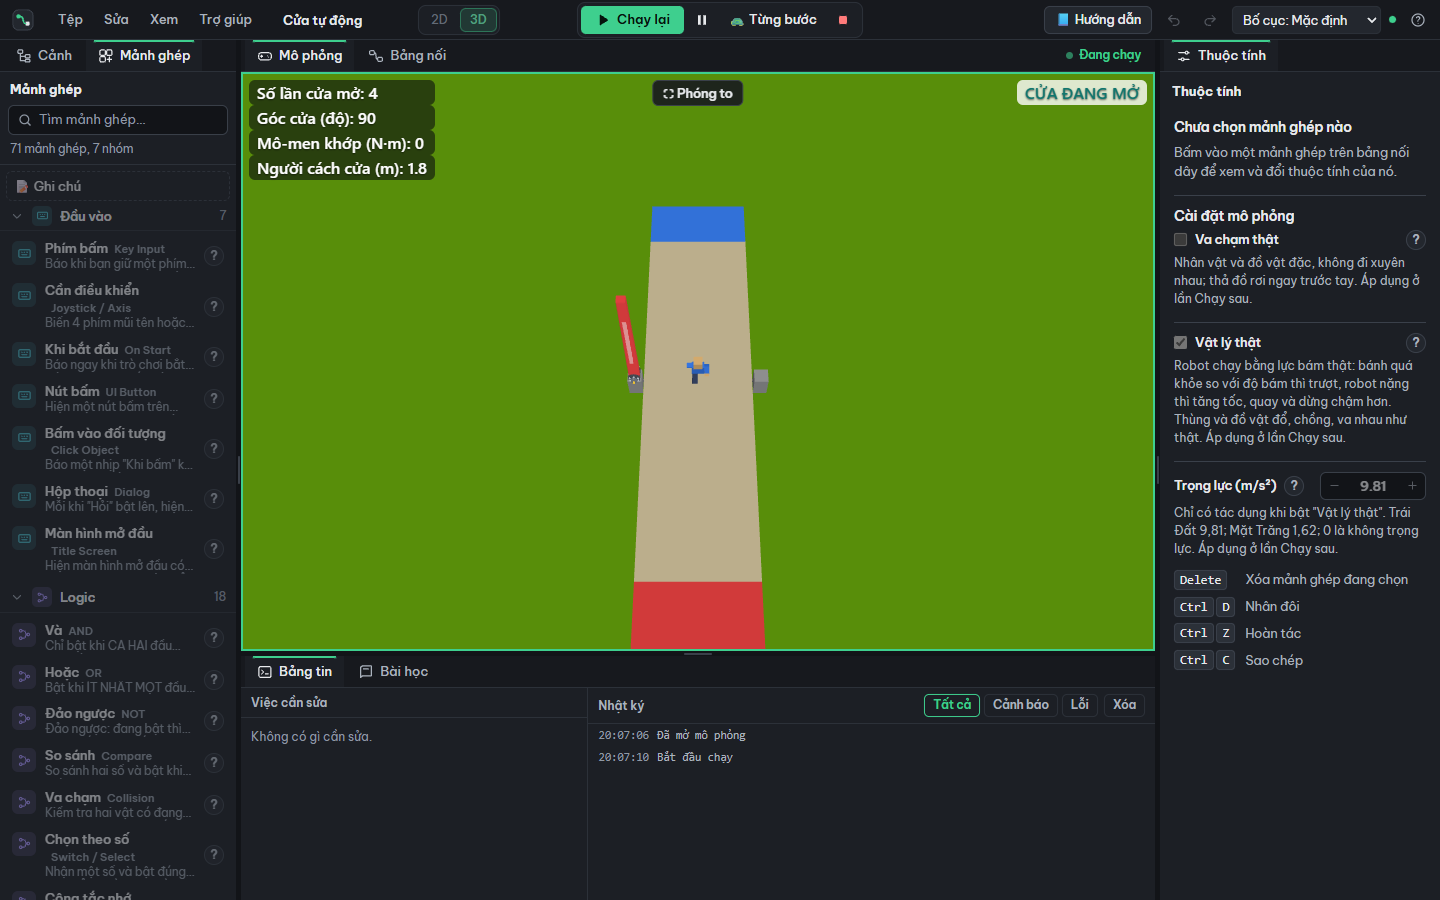 Tệp Sửa Xem Trợ giúp Cửa tự động 2D 3D Chạy lại Từng bước Hướng dẫn Bố cục: Mặc định
Cảnh Mảnh ghép
Mảnh ghép
Tìm mảnh ghép...
71 mảnh ghép, 7 nhóm
Ghi chú
Đầu vào 7
Phím bấm Key Input ?
Báo khi bạn giữ một phím...
Cần điều khiển
Joystick / Axis ?
Biến 4 phím mũi tên hoặc...
Khi bắt đầu On Start ?
Báo ngay khi trò chơi bắt...
Nút bấm UI Button ?
Hiện một nút bấm trên...
Bấm vào đối tượng
Click Object ?
Báo một nhịp "Khi bấm" k...
Hộp thoại Dialog ?
Mỗi khi "Hỏi" bật lên, hiện...
Màn hình mở đầu
Title Screen ?
Hiện màn hình mở đầu có...
Logic 18
Và AND ?
Chỉ bật khi CẢ HAI đầu...
Hoặc OR ?
Bật khi ÍT NHẤT MỘT đầu...
Đảo ngược NOT ?
Đảo ngược: đang bật thì...
So sánh Compare ?
So sánh hai số và bật khi...
Va chạm Collision ?
Kiểm tra hai vật có đang...
Chọn theo số
Switch / Select ?
Nhận một số và bật đúng...
Công tắc nhớ
Mô phỏng Bảng nối Đang chạy
Số lần cửa mở: 4
Góc cửa (độ): 90
Mô-men khớp (N·m): 0
Người cách cửa (m): 1.8
Phóng to
CỬA ĐANG MỞ
Bảng tin Bài học
Việc cần sửa
Không có gì cần sửa.
Nhật ký Tất cả Cảnh báo Lỗi Xóa
20:07:06 Đã mở mô phỏng
20:07:10 Bắt đầu chạy
Thuộc tính
Thuộc tính
Chưa chọn mảnh ghép nào
Bấm vào một mảnh ghép trên bảng nối
dây để xem và đổi thuộc tính của nó.
Cài đặt mô phỏng
Va chạm thật ?
Nhân vật và đồ vật đặc, không đi xuyên
nhau; thả đồ rơi ngay trước tay. Áp dụng ở
lần Chạy sau.
Vật lý thật ?
Robot chạy bằng lực bám thật: bánh quá
khỏe so với độ bám thì trượt, robot nặng
thì tăng tốc, quay và dừng chậm hơn.
Thùng và đồ vật đổ, chồng, va nhau như
thật. Áp dụng ở lần Chạy sau.
Trọng lực (m/s²) ? − 9.81 +
Chỉ có tác dụng khi bật "Vật lý thật". Trái
Đất 9,81; Mặt Trăng 1,62; 0 là không trọng
lực. Áp dụng ở lần Chạy sau.
Delete Xóa mảnh ghép đang chọn
Ctrl D Nhân đôi
Ctrl Z Hoàn tác
Ctrl C Sao chép